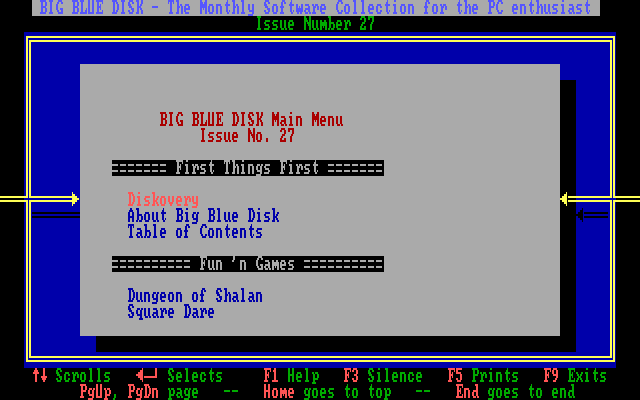 BIG BLUE DISK - The Monthly Software Collection for the PC enthusiast
Issue Number 27
BIG BLUE DISK Main Menu
Issue No. 27
======= First Things First =======
Diskovery
About Big Blue Disk
Table of Contents
========== Fun 'n Games ==========
Dungeon of Shalan
Square Dare
↑↓ Scrolls ◄─┘ Selects F1 Help F3 Silence F5 Prints F9 Exits
PgUp, PgDn page -- Home goes to top -- End goes to end